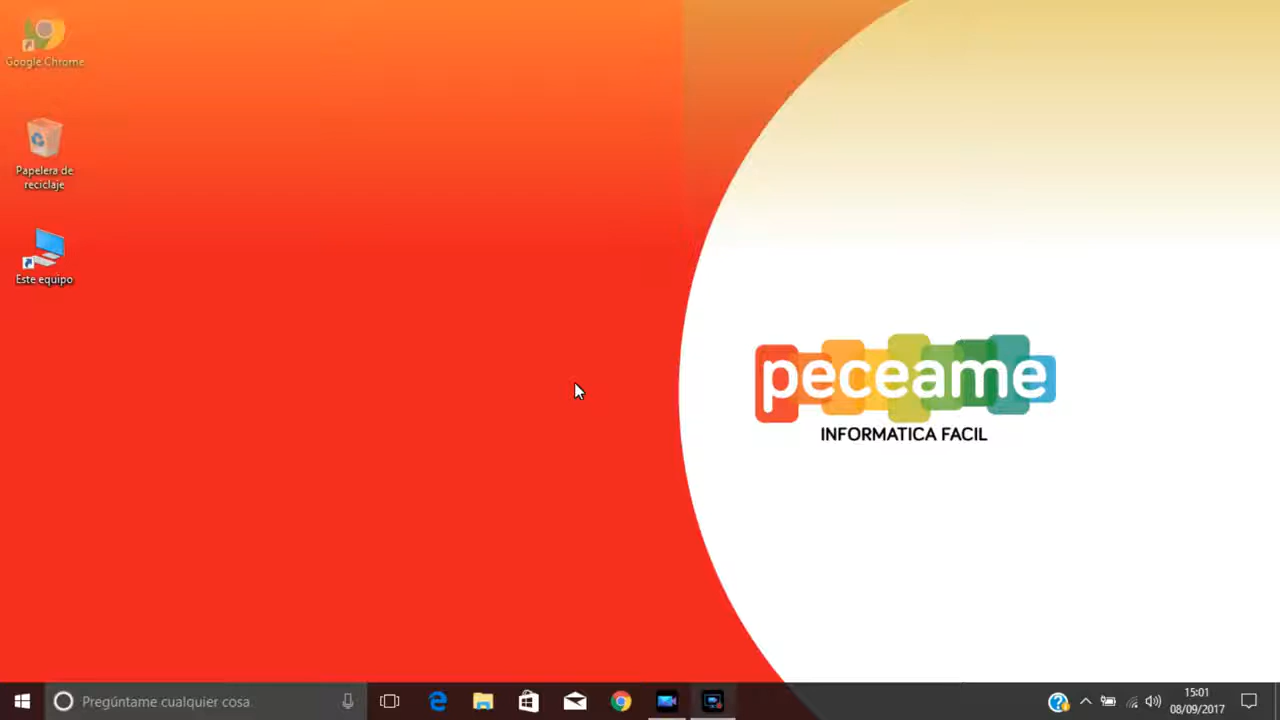 Google Chrome
Papelera de
reciclaje
Este equipo
peceame
INFORMATICA FACIL
Pregúntame cualquier cosa
15:01
08/09/2017